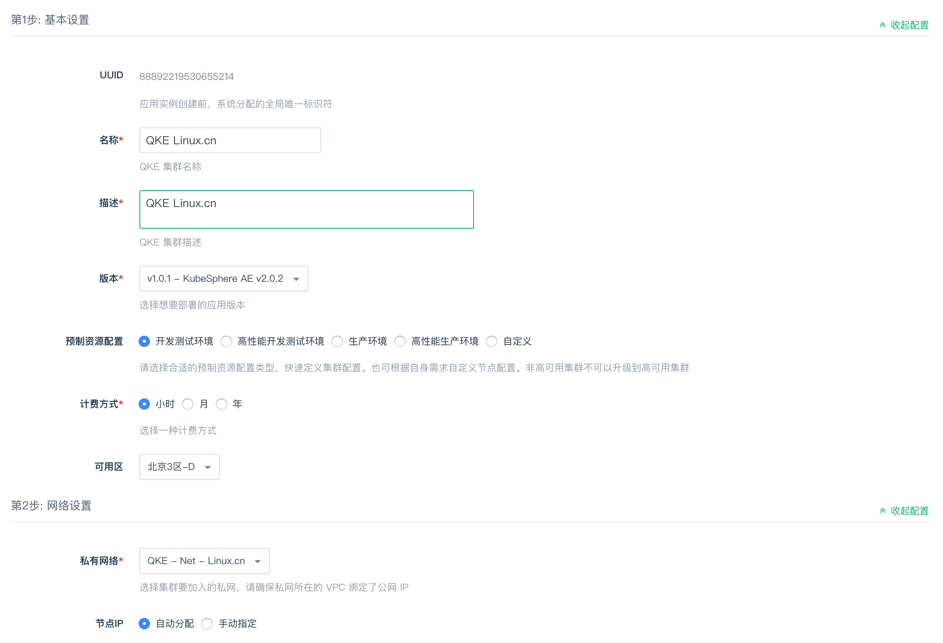 第1步: 基本设置
收起配置
UUID 88892219530655214
应用实例创建前，系统分配的全局唯一标识符
名称* QKE Linux.cn
QKE 集群名称
描述* QKE Linux.cn
QKE 集群描述
版本* v1.0.1 – KubeSphere AE v2.0.2
选择想要部署的应用版本
预制资源配置 开发测试环境 高性能开发测试环境 生产环境 高性能生产环境 自定义
请选择合适的预制资源配置类型，快速定义集群配置。也可根据自身需求自定义节点配置。非高可用集群不可以升级到高可用集群
计费方式* 小时 月 年
选择一种计费方式
可用区 北京3区-D
第2步: 网络设置
收起配置
私有网络* QKE – Net – Linux.cn
选择集群要加入的私网，请确保私网所在的 VPC 绑定了公网 IP
节点IP 自动分配 手动指定